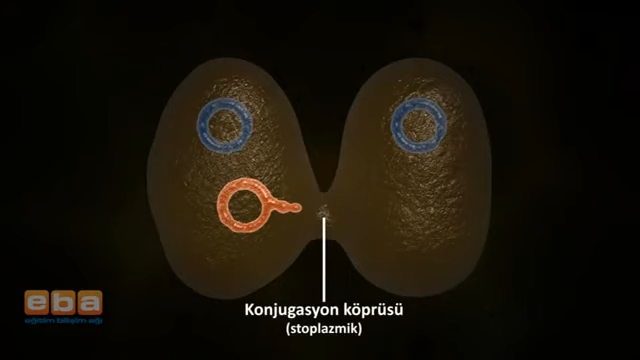 Konjugasyon köprüsü
(stoplazmik)
eba
eğitim bilişim ağı